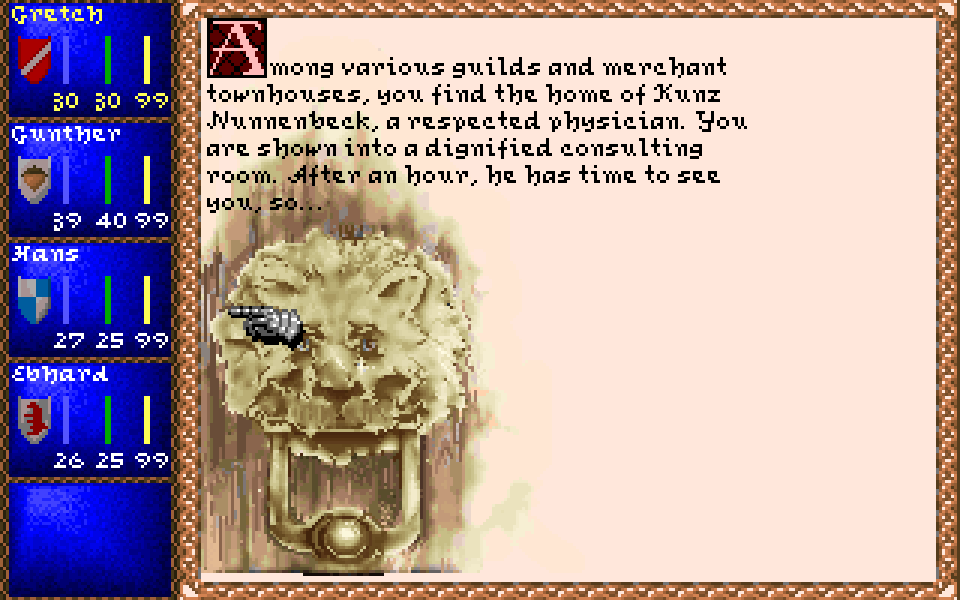 Gretch
30 30 99
Gunther
39 40 99
Hans
27 25 99
Ebhard
26 25 99
Among various guilds and merchant
townhouses, you find the home of Kunz
Nunnenbeck, a respected physician. You
are shown into a dignified consulting
room. After an hour, he has time to see
you, so...